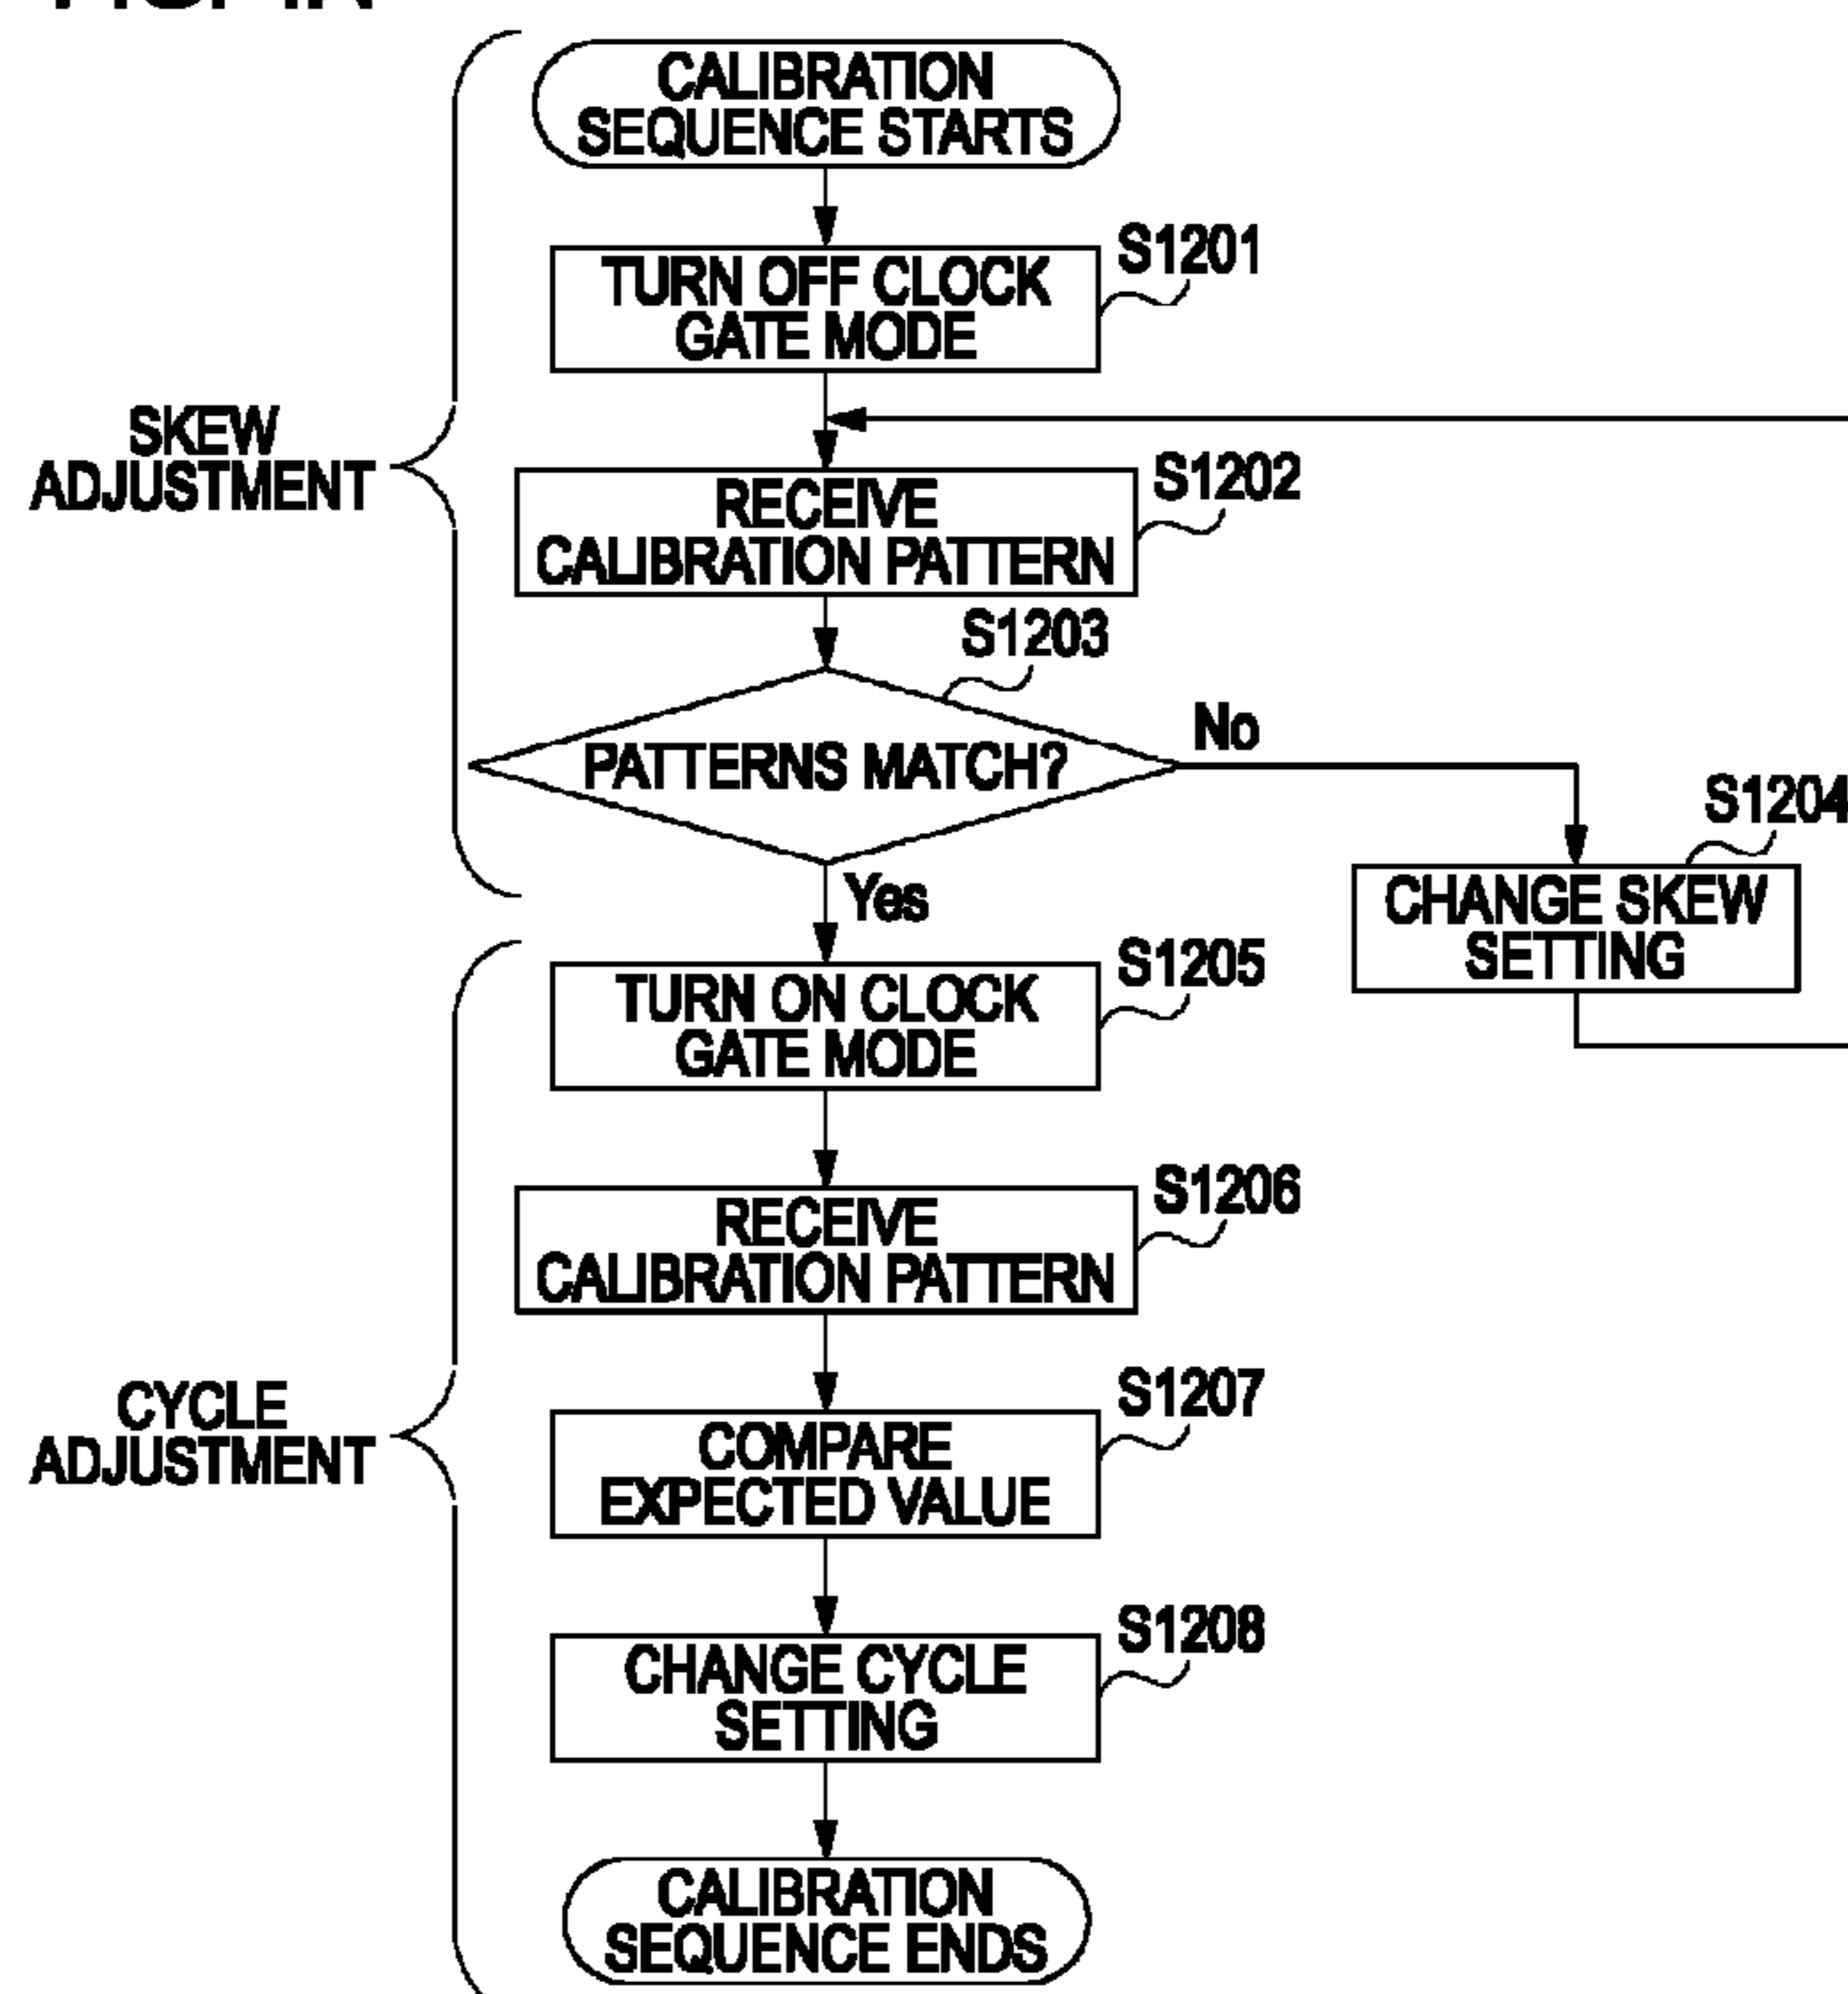 CALIBRATION
SEQUENCE STARTS
S1201
TURN OFF CLOCK
GATE MODE
SKEW
ADJUSTMENT
S1202
RECEIVE
CALIBRATION PATTERN
S1203
PATTERNS MATCH?
No
S1204
CHANGE SKEW
SETTING
Yes
S1205
TURN ON CLOCK
GATE MODE
S1206
RECEIVE
CALIBRATION PATTERN
CYCLE
ADJUSTMENT
S1207
COMPARE
EXPECTED VALUE
S1208
CHANGE CYCLE
SETTING
CALIBRATION
SEQUENCE ENDS